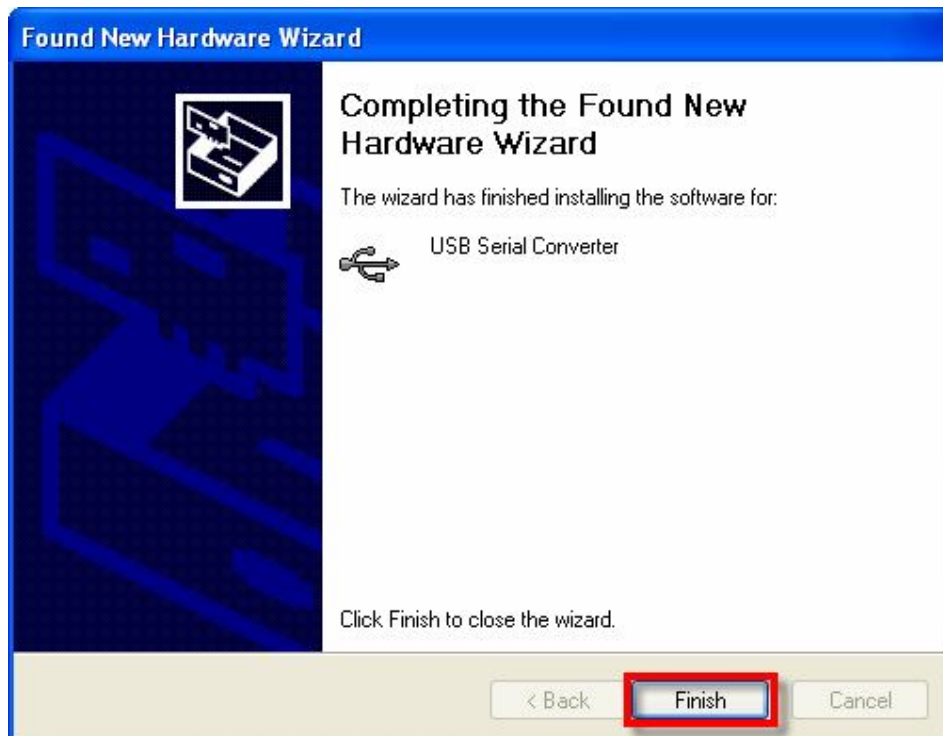 Found New Hardware Wizard
Completing the Found New
Hardware Wizard
The wizard has finished installing the software for:
USB Serial Converter
Click Finish to close the wizard.
< Back Finish Cancel